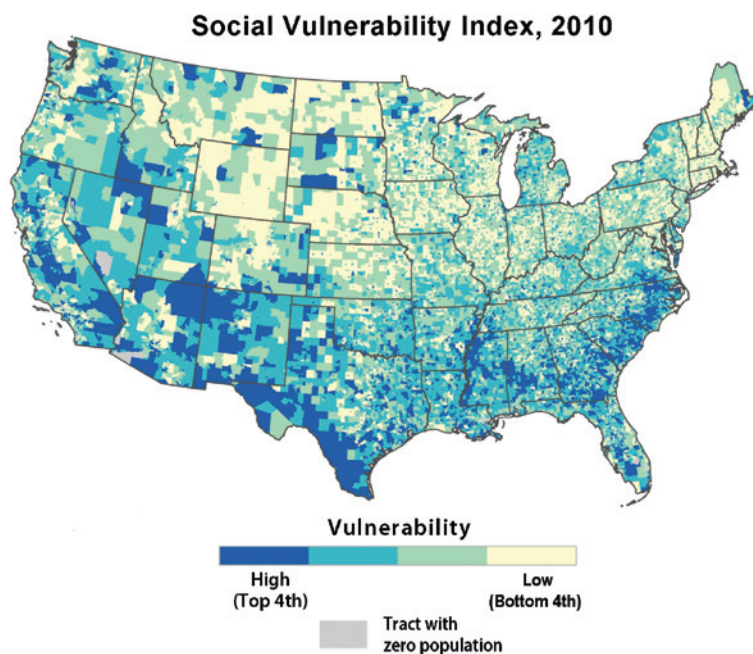 Social Vulnerability Index, 2010
Vulnerability
High
(Top 4th)
Low
(Bottom 4th)
Tract with
zero population